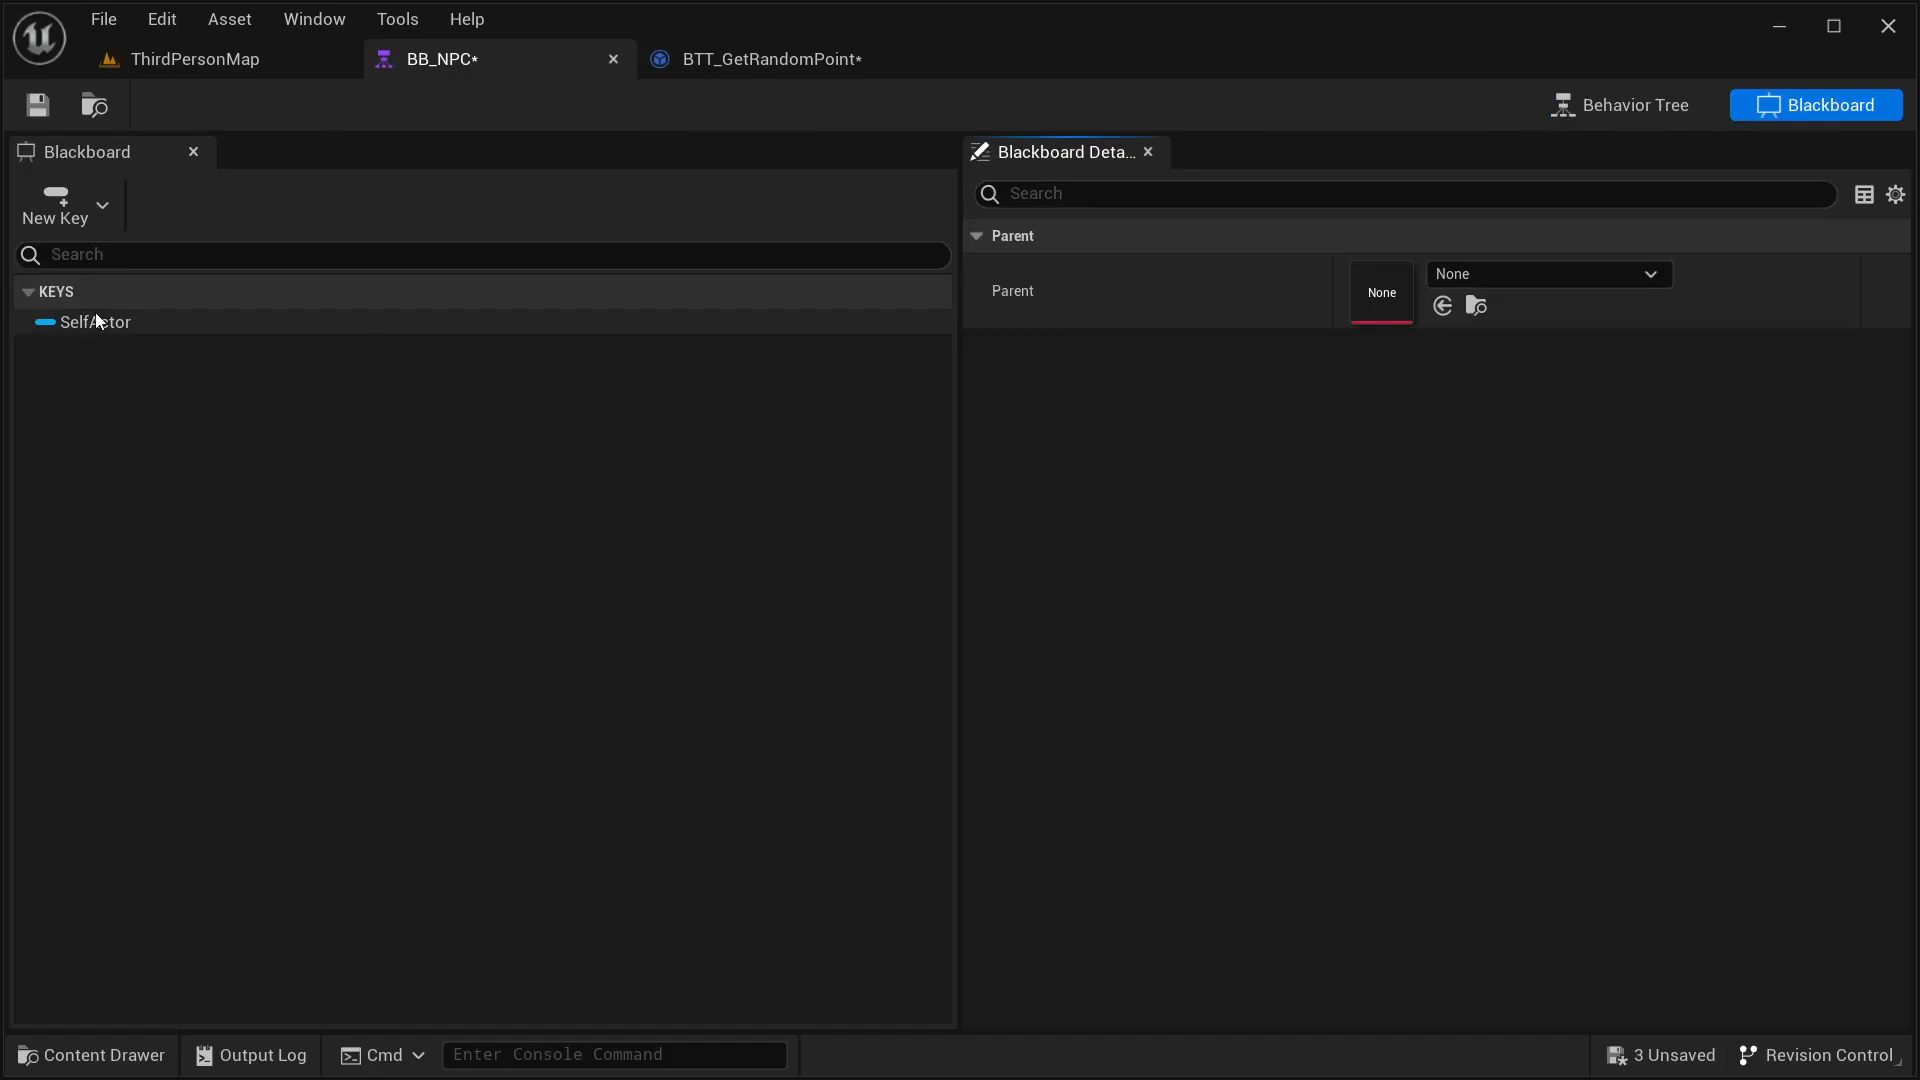 File Edit Asset Window Tools Help
ThirdPersonMap BB_NPC* BTT_GetRandomPoint*
Behavior Tree Blackboard
Blackboard
Blackboard Deta...
New Key
Search
Search
Parent
KEYS
SelfActor
Parent
None
None
Content Drawer Output Log Cmd Enter Console Command 3 Unsaved Revision Control